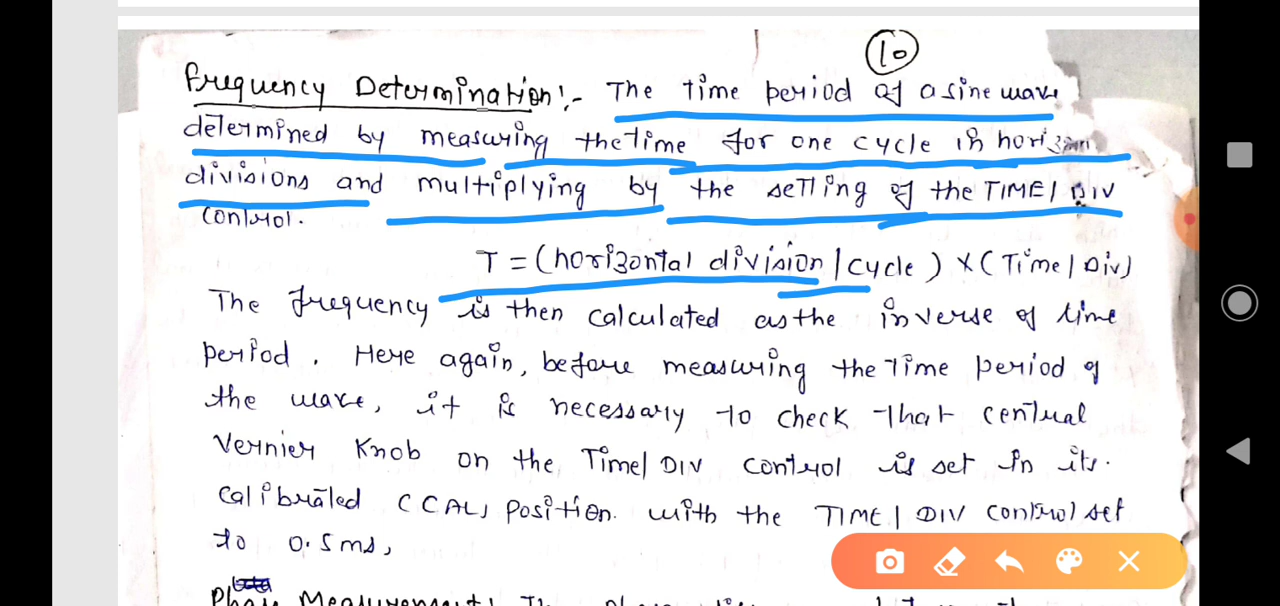 10
Frequency Determination:- The time period of a sine wave
determined by measuring the time for one cycle in
divisions and multiplying by the setting of the TIME/DIV
control.
T = (horizontal division/cycle) × (Time/Div)
The frequency is then calculated as the inverse of time
period. Here again, before measuring the time period of
the wave, it is necessary to check that central
Vernier Knob on the Time/DIV control is set in its.
Calibrated (CAL) position. with the TIME/DIV control set
to 0.5ms,
Measurement: